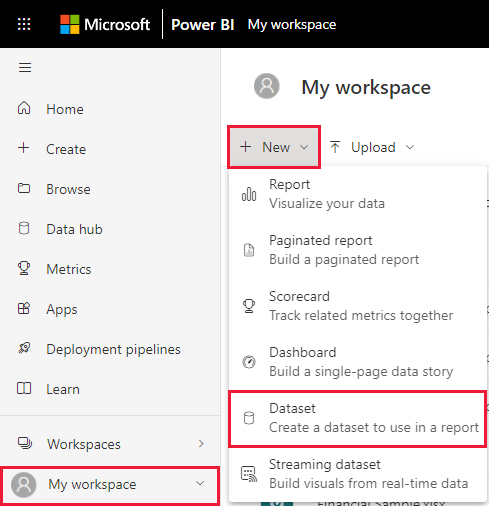 Microsoft Power BI My workspace
Home
Create
Browse
Data hub
Metrics
Apps
Deployment pipelines
Learn
Workspaces
My workspace
My workspace
New Upload
Report
Visualize your data
Paginated report
Build a paginated report
Scorecard
Track related metrics together
Dashboard
Build a single-page data story
Dataset
Create a dataset to use in a report
Streaming dataset
Build visuals from real-time data
Financial Sample.xlsx